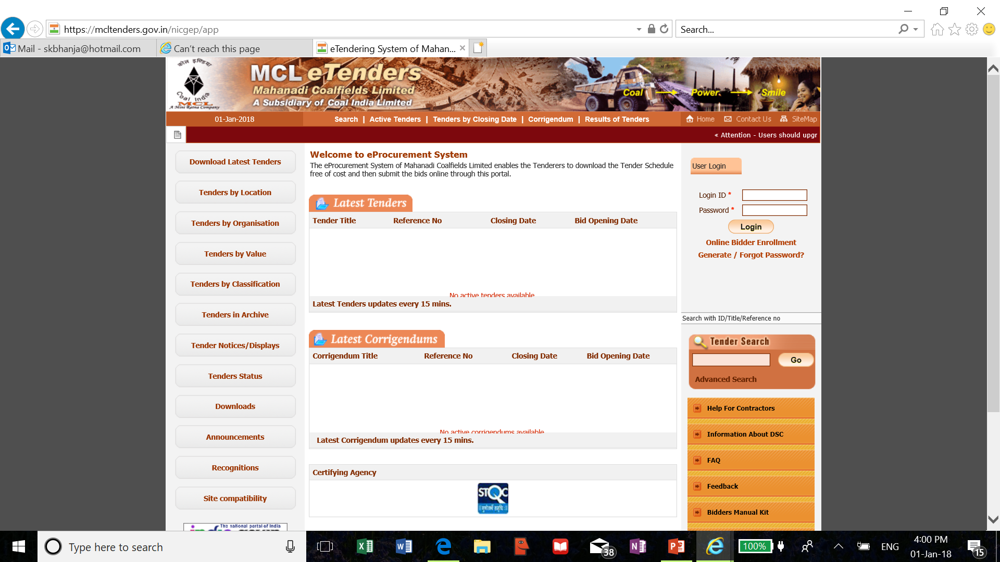 https://mcltenders.gov.in/nicgep/app
Search...
Mail - skbhanja@hotmail.com
Can't reach this page
eTendering System of Mahan...
कोल इण्डिया
Coal India
MCL
A Mini Ratna Company
MCL eTenders
Mahanadi Coalfields Limited
A Subsidiary of Coal India Limited
Coal
Power
Smile
01-Jan-2018
Search | Active Tenders | Tenders by Closing Date | Corrigendum | Results of Tenders
Home
Contact Us
SiteMap
« Attention - Users should upgr
Download Latest Tenders
Tenders by Location
Tenders by Organisation
Tenders by Value
Tenders by Classification
Tenders in Archive
Tender Notices/Displays
Tenders Status
Downloads
Announcements
Recognitions
Site compatibility
The national portal of India
Welcome to eProcurement System
The eProcurement System of Mahanadi Coalfields Limited enables the Tenderers to download the Tender Schedule
free of cost and then submit the bids online through this portal.
Latest Tenders
Tender Title Reference No Closing Date Bid Opening Date
No active tenders available
Latest Tenders updates every 15 mins.
Latest Corrigendums
Corrigendum Title Reference No Closing Date Bid Opening Date
No active corrigendums available
Latest Corrigendum updates every 15 mins.
Certifying Agency
STQC
User Login
Login ID *
Password *
Login
Online Bidder Enrollment
Generate / Forgot Password?
Search with ID/Title/Reference no
Tender Search
Go
Advanced Search
Help For Contractors
Information About DSC
FAQ
Feedback
Bidders Manual Kit
Type here to search
38
100%
ENG
4:00 PM
01-Jan-18
15